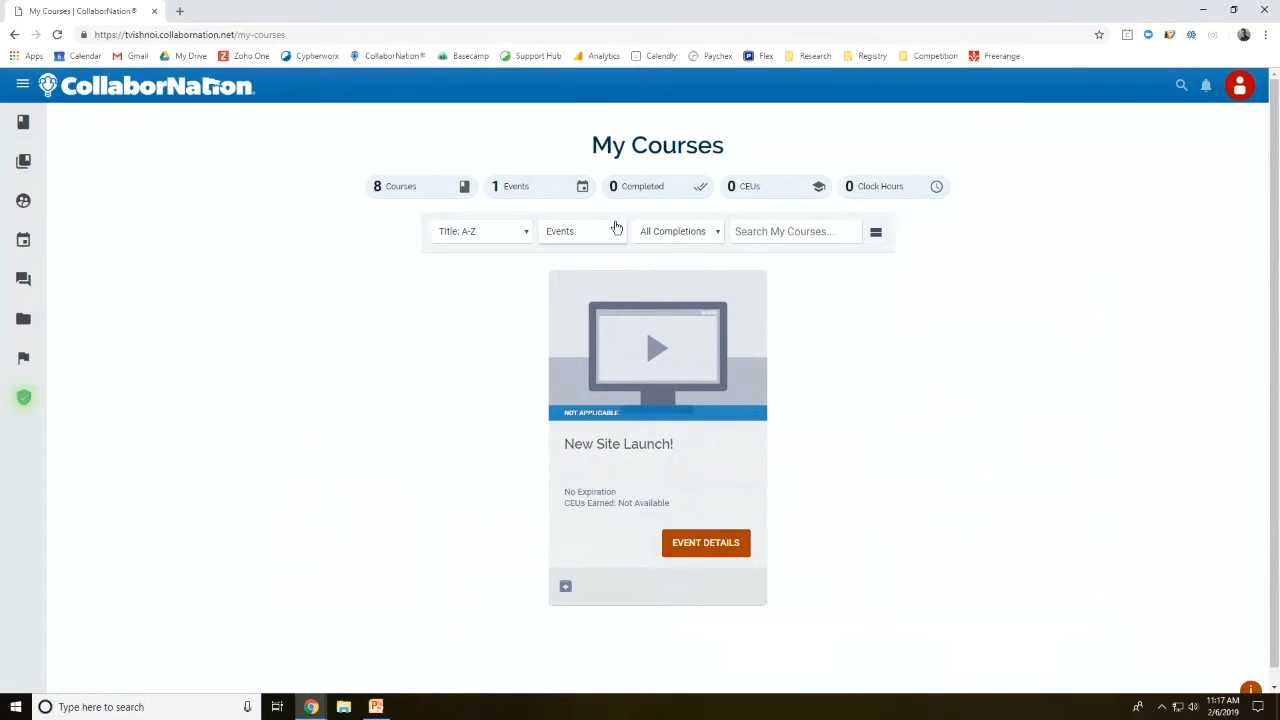 My Courses | CollaborNation®
https://tvishnoi.collabornation.net/my-courses
Apps Calendar Gmail My Drive Zoho One Cypherworx CollaborNation® Basecamp Support Hub Analytics Calendly Paychex Flex Research Registry Competition Freerange
CollaborNation®
My Courses
8 Courses 1 Events 0 Completed 0 CEUs 0 Clock Hours
Title: A-Z Events All Completions Search My Courses...
NOT APPLICABLE
New Site Launch!
No Expiration
CEUs Earned: Not Available
EVENT DETAILS
Type here to search
11:17 AM
2/6/2019